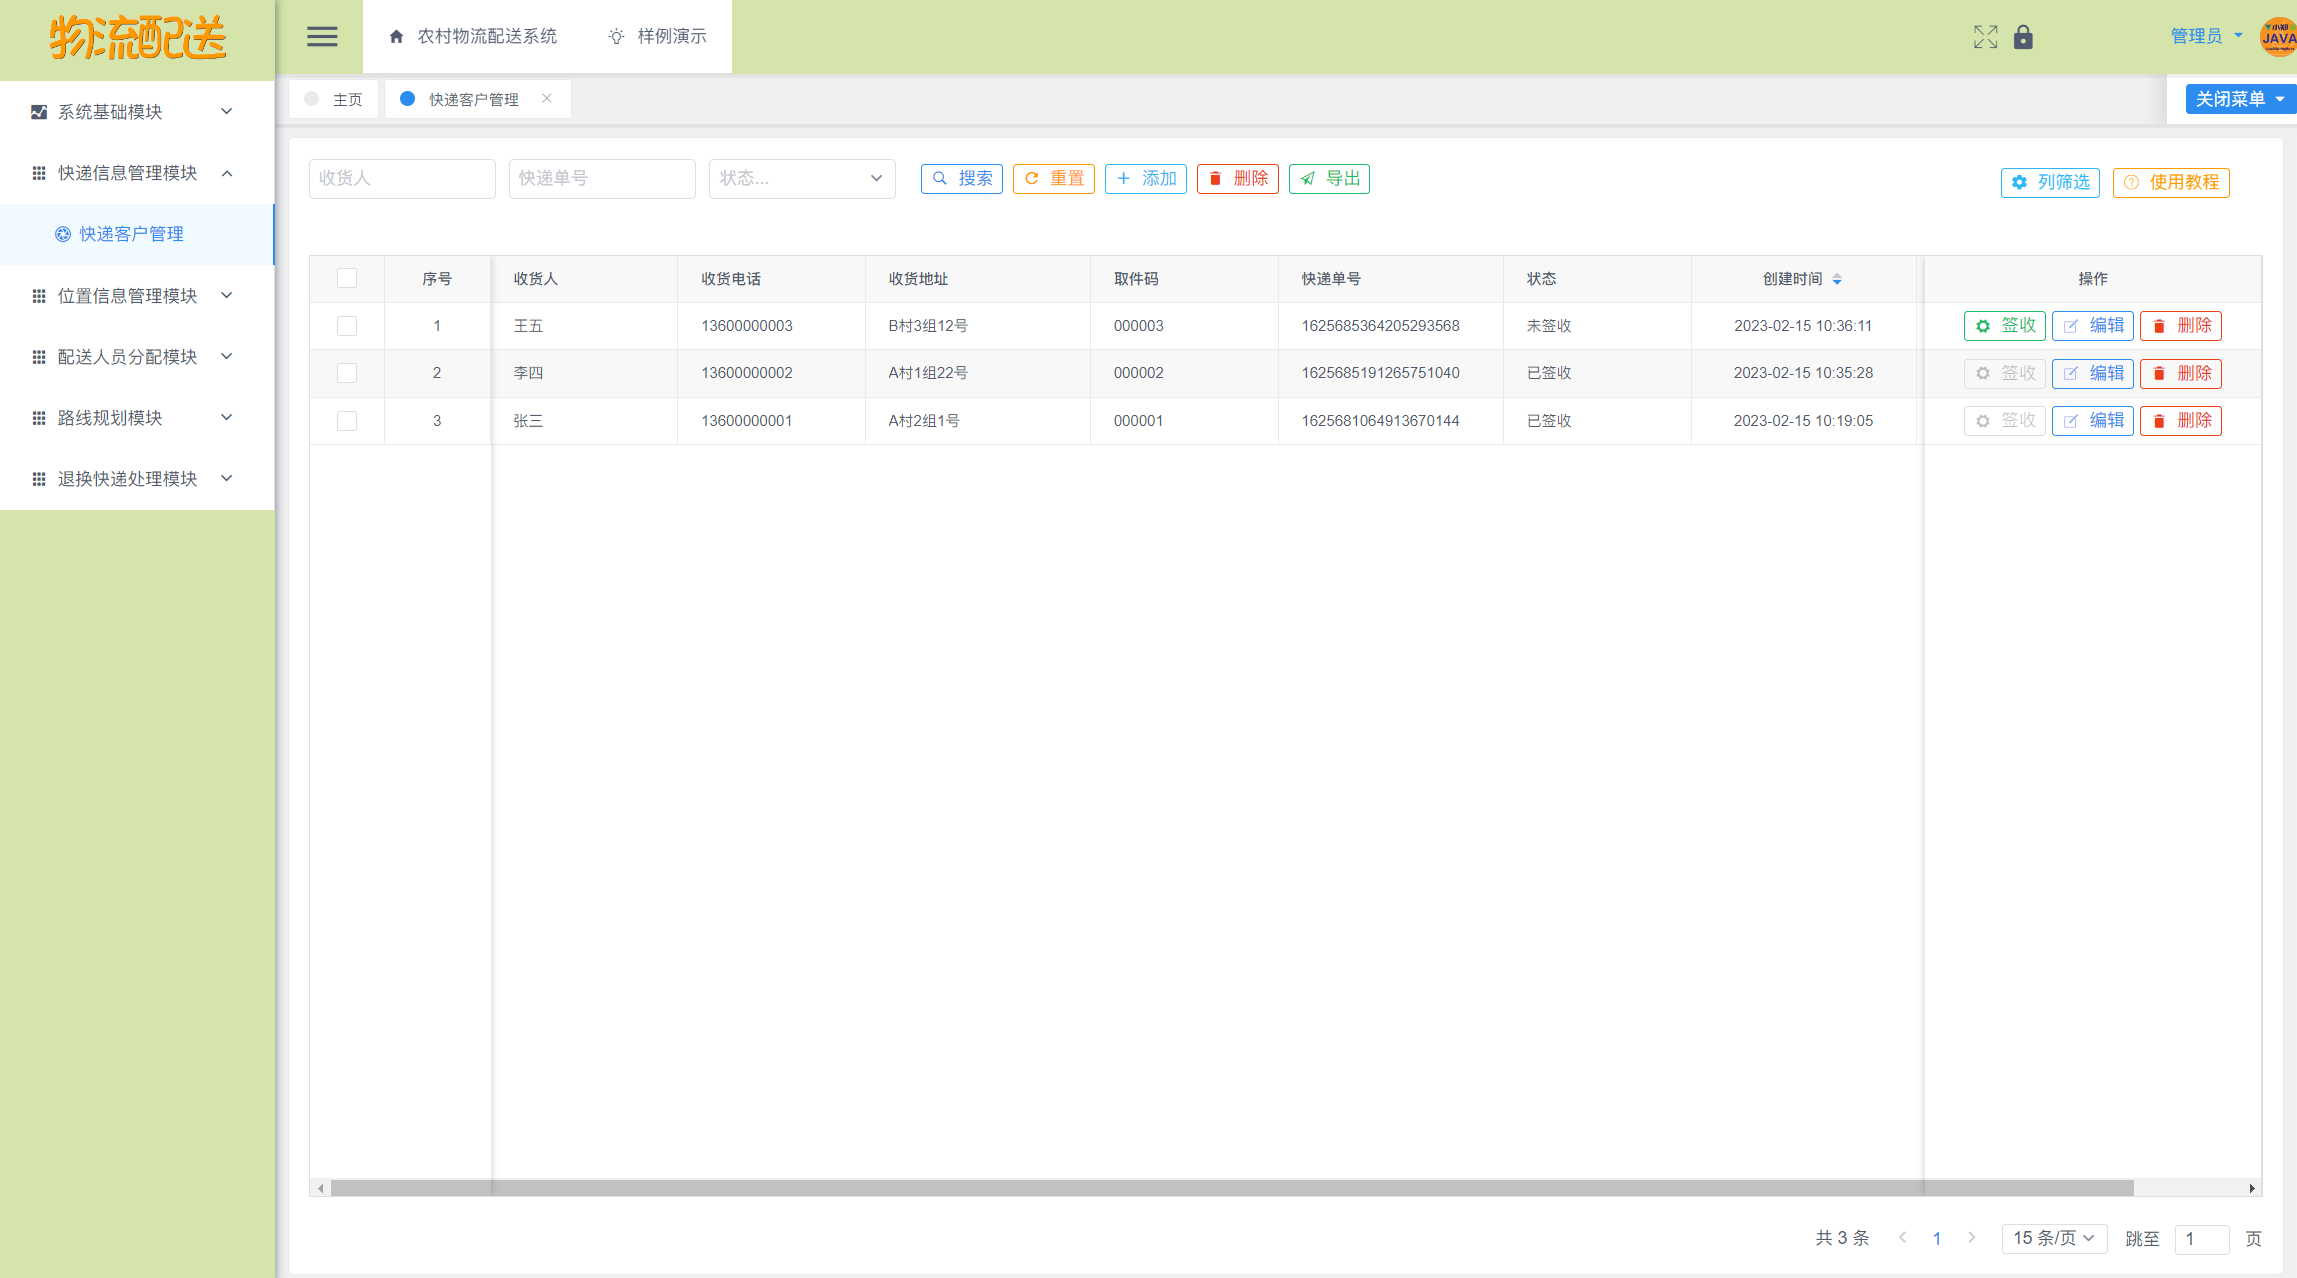 物流配送
农村物流配送系统
样例演示
管理员
小郑
JAVA
主页
快递客户管理
关闭菜单
系统基础模块
快递信息管理模块
快递客户管理
位置信息管理模块
配送人员分配模块
路线规划模块
退换快递处理模块
收货人
快递单号
状态...
搜索
重置
添加
删除
导出
列筛选
使用教程
序号 收货人 收货电话 收货地址 取件码 快递单号 状态 创建时间 操作
1 王五 13600000003 B村3组12号 000003 1625685364205293568 未签收 2023-02-15 10:36:11 签收 编辑 删除
2 李四 13600000002 A村1组22号 000002 1625685191265751040 已签收 2023-02-15 10:35:28 签收 编辑 删除
3 张三 13600000001 A村2组1号 000001 1625681064913670144 已签收 2023-02-15 10:19:05 签收 编辑 删除
共 3 条 1 15 条/页 跳至 1 页